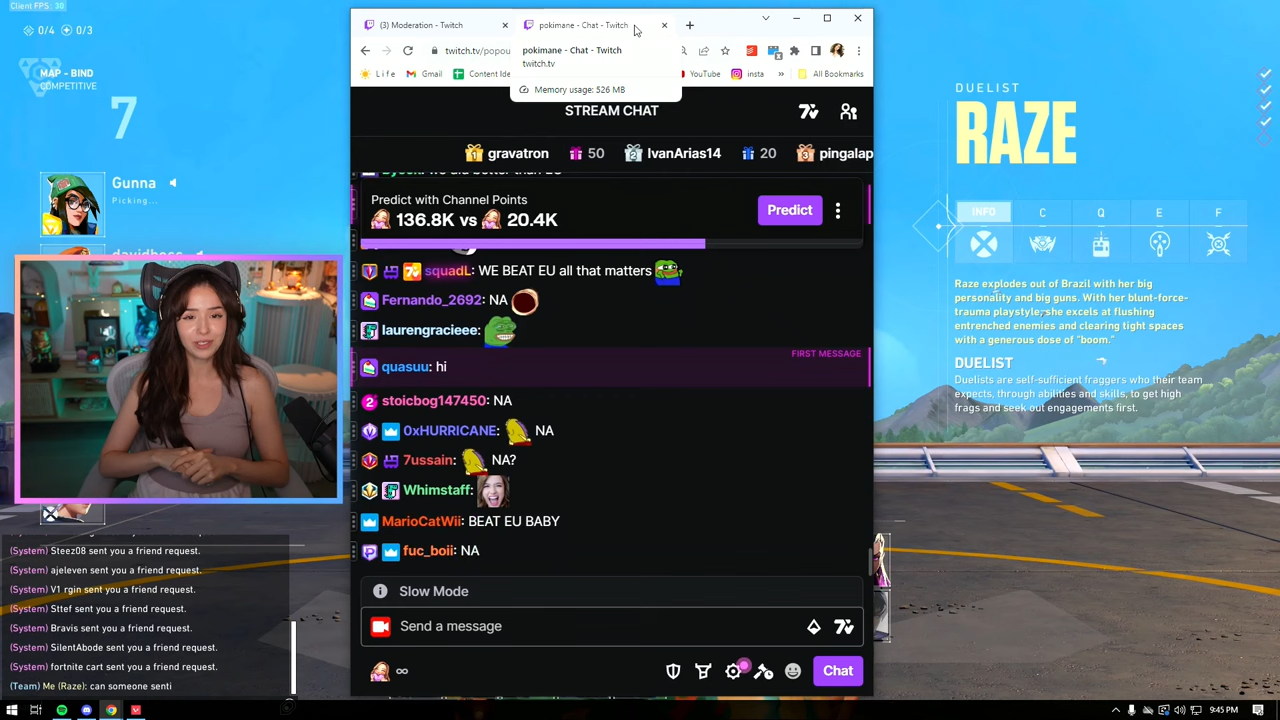 Client FPS: 30
0/4 0/3
MAP - BIND
COMPETITIVE
7
Gunna
Picking...
(3) Moderation - Twitch
pokimane - Chat - Twitch
twitch.tv/popou
pokimane - Chat - Twitch
twitch.tv
Memory usage: 526 MB
L i f e
Gmail
Content Ide
YouTube
insta
All Bookmarks
STREAM CHAT
1 gravatron 50 2 IvanArias14 20 3 pingalap
Predict with Channel Points
136.8K vs 20.4K
Predict
squadL: WE BEAT EU all that matters
Fernando_2692: NA
laurengracieee:
FIRST MESSAGE
quasuu: hi
stoicbog147450: NA
0xHURRICANE: NA
7ussain: NA?
Whimstaff:
MarioCatWii: BEAT EU BABY
fuc_boii: NA
Slow Mode
Send a message
Chat
DUELIST
RAZE
INFO C Q E F
Raze explodes out of Brazil with her big
personality and big guns. With her blunt-force-
trauma playstyle, she excels at flushing
entrenched enemies and clearing tight spaces
with a generous dose of "boom."
DUELIST
Duelists are self-sufficient fraggers who their team
expects, through abilities and skills, to get high
frags and seek out engagements first.
(System) Steez08 sent you a friend request.
(System) ajeleven sent you a friend request.
(System) V1 rgin sent you a friend request.
(System) Sttef sent you a friend request.
(System) Bravis sent you a friend request.
(System) SilentAbode sent you a friend request.
(System) fortnite cart sent you a friend request.
(Team) Me (Raze): can someone senti
9:45 PM